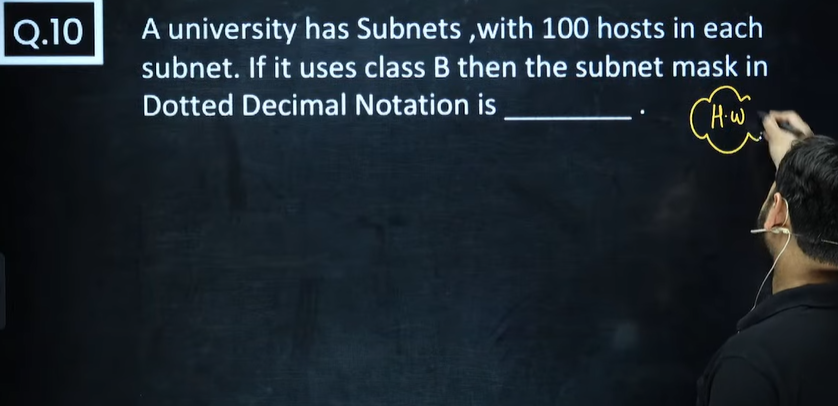 Q.10
A university has Subnets ,with 100 hosts in each
subnet. If it uses class B then the subnet mask in
Dotted Decimal Notation is __________ .
H.W